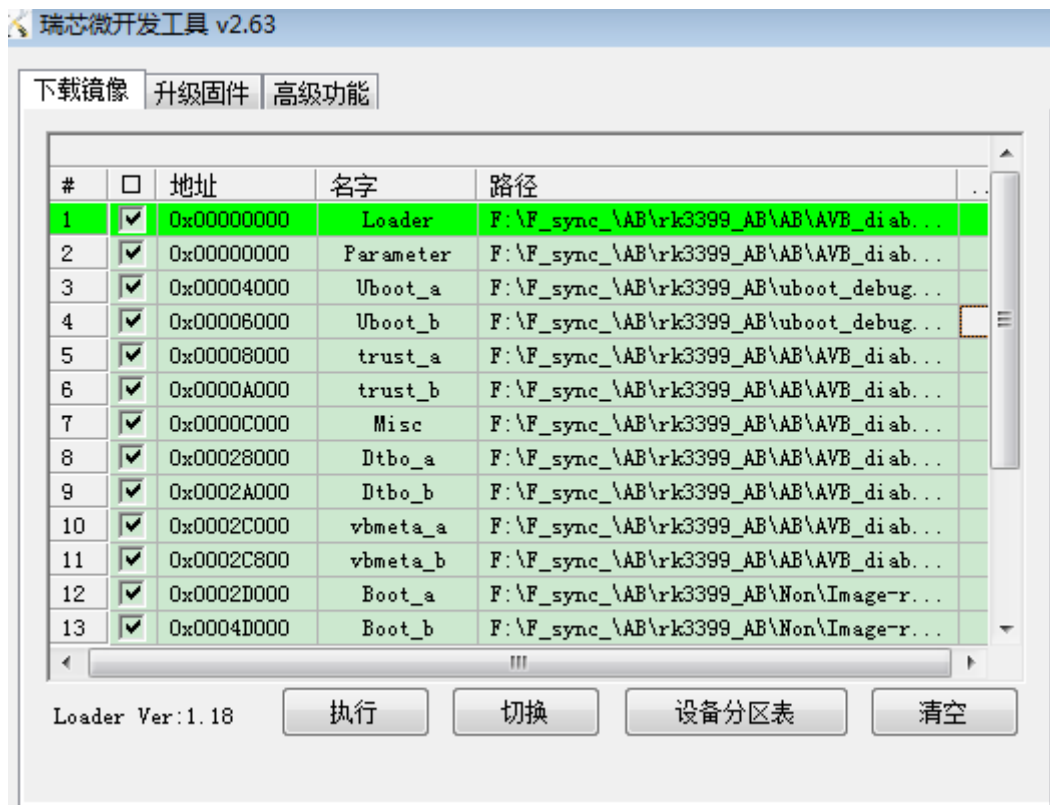 瑞芯微开发工具 v2.63
下载镜像 升级固件 高级功能
# 地址 名字 路径 ..
1 0x00000000 Loader F:\F_sync_\AB\rk3399_AB\AB\AVB_diab...
2 0x00000000 Parameter F:\F_sync_\AB\rk3399_AB\AB\AVB_diab...
3 0x00004000 Uboot_a F:\F_sync_\AB\rk3399_AB\uboot_debug...
4 0x00006000 Uboot_b F:\F_sync_\AB\rk3399_AB\uboot_debug...
5 0x00008000 trust_a F:\F_sync_\AB\rk3399_AB\AB\AVB_diab...
6 0x0000A000 trust_b F:\F_sync_\AB\rk3399_AB\AB\AVB_diab...
7 0x0000C000 Misc F:\F_sync_\AB\rk3399_AB\AB\AVB_diab...
8 0x00028000 Dtbo_a F:\F_sync_\AB\rk3399_AB\AB\AVB_diab...
9 0x0002A000 Dtbo_b F:\F_sync_\AB\rk3399_AB\AB\AVB_diab...
10 0x0002C000 vbmeta_a F:\F_sync_\AB\rk3399_AB\AB\AVB_diab...
11 0x0002C800 vbmeta_b F:\F_sync_\AB\rk3399_AB\AB\AVB_diab...
12 0x0002D000 Boot_a F:\F_sync_\AB\rk3399_AB\Non\Image-r...
13 0x0004D000 Boot_b F:\F_sync_\AB\rk3399_AB\Non\Image-r...
Loader Ver:1.18 执行 切换 设备分区表 清空